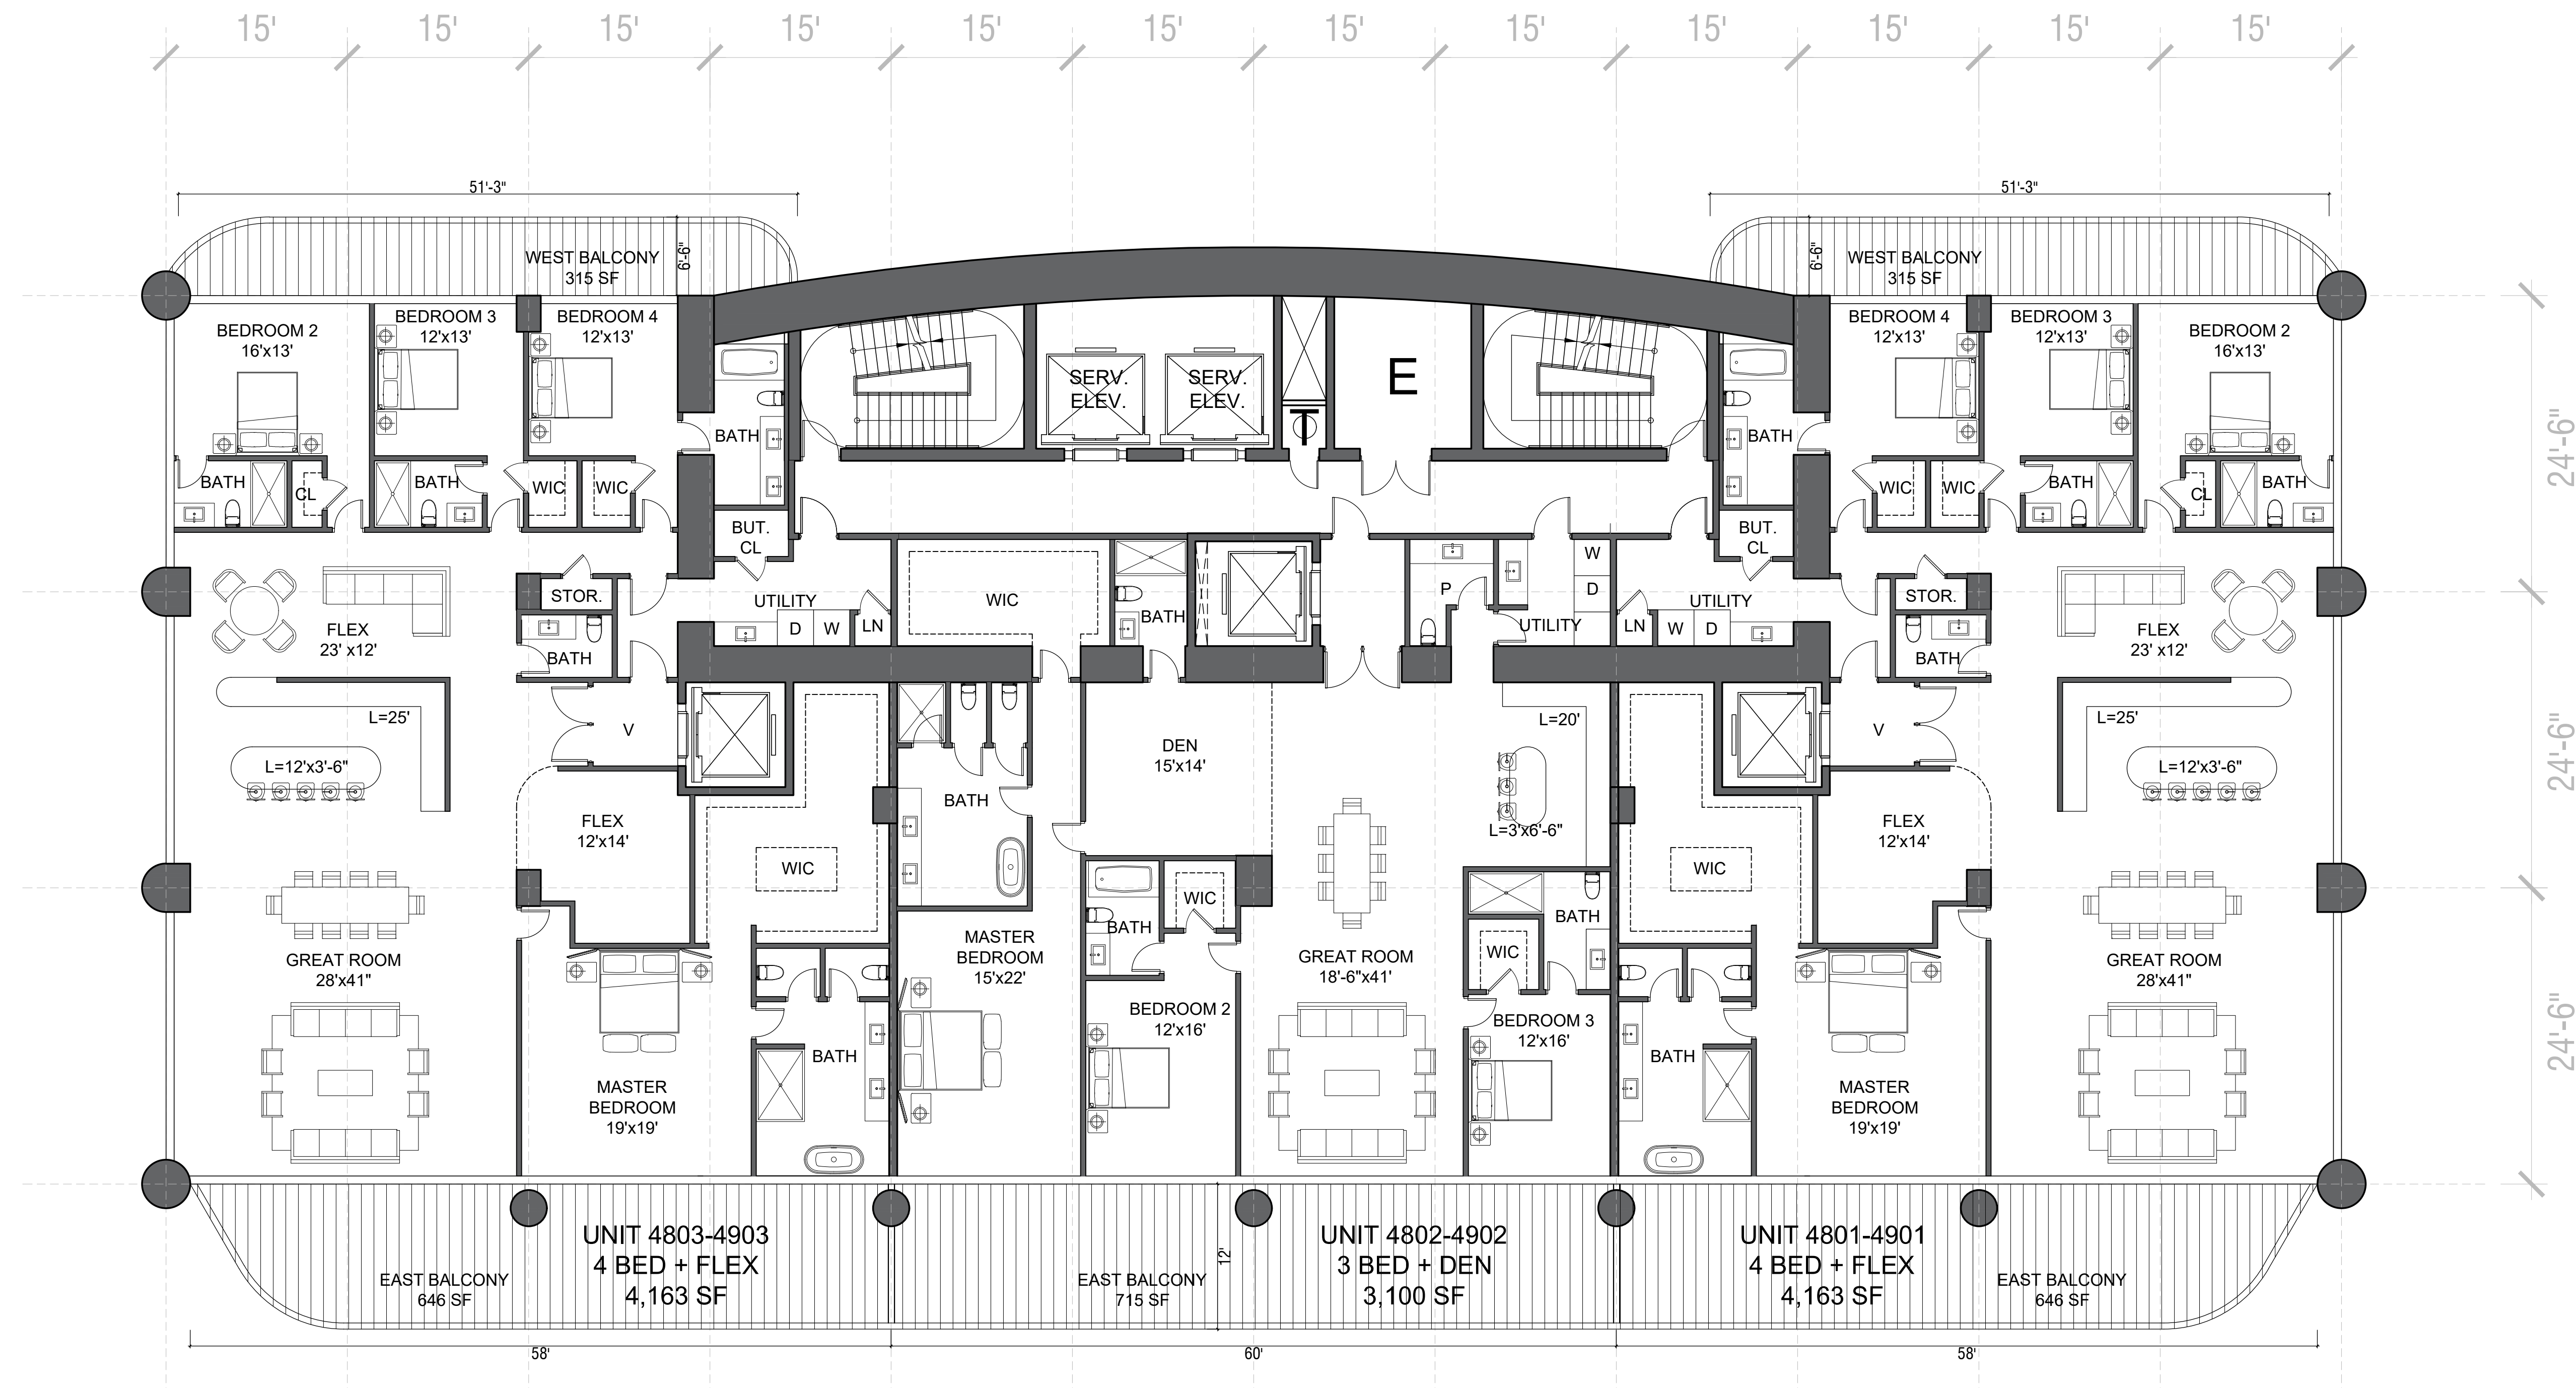 15' 15' 15' 15' 15' 15' 15' 15' 15' 15' 15' 15'
51'-3"
51'-3"
WEST BALCONY
315 SF
6'-6"
6'-6"
WEST BALCONY
315 SF
BEDROOM 2
16'x13'
BEDROOM 3
12'x13'
BEDROOM 4
12'x13'
BATH
SERV.
ELEV.
SERV.
ELEV.
T
E
BATH
BEDROOM 4
12'x13'
BEDROOM 3
12'x13'
BEDROOM 2
16'x13'
24'-6"
BATH
CL
BATH
WIC
WIC
WIC
WIC
BATH
CL
BATH
BUT.
CL
BUT.
CL
STOR.
UTILITY
D
W
LN
WIC
BATH
P
W
D
UTILITY
LN
W
D
UTILITY
STOR.
FLEX
23' x12'
BATH
BATH
FLEX
23' x12'
L=25'
V
L=20'
V
L=25'
24'-6"
L=12'x3'-6"
DEN
15'x14'
L=12'x3'-6"
FLEX
12'x14'
BATH
L=3'x6'-6"
FLEX
12'x14'
WIC
WIC
WIC
BATH
BATH
WIC
GREAT ROOM
28'x41"
MASTER
BEDROOM
15'x22'
GREAT ROOM
18'-6"x41'
GREAT ROOM
28'x41"
BEDROOM 2
12'x16'
BEDROOM 3
12'x16'
24'-6"
MASTER
BEDROOM
19'x19'
BATH
BATH
MASTER
BEDROOM
19'x19'
UNIT 4803-4903
4 BED + FLEX
4,163 SF
UNIT 4802-4902
3 BED + DEN
3,100 SF
UNIT 4801-4901
4 BED + FLEX
4,163 SF
EAST BALCONY
646 SF
EAST BALCONY
715 SF
12'
EAST BALCONY
646 SF
58'
60'
58'